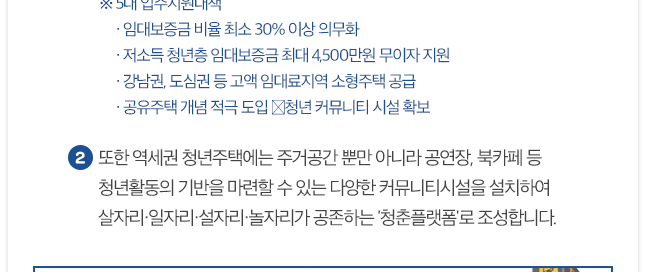 ※ 5대 입주지원대책
· 임대보증금 비율 최소 30% 이상 의무화
· 저소득 청년층 임대보증금 최대 4,500만원 무이자 지원
· 강남권, 도심권 등 고액 임대료지역 소형주택 공급
· 공유주택 개념 적극 도입 청년 커뮤니티 시설 확보
2 또한 역세권 청년주택에는 주거공간 뿐만 아니라 공연장, 북카페 등
청년활동의 기반을 마련할 수 있는 다양한 커뮤니티시설을 설치하여
살자리·일자리·설자리·놀자리가 공존하는 '청춘플랫폼'로 조성합니다.